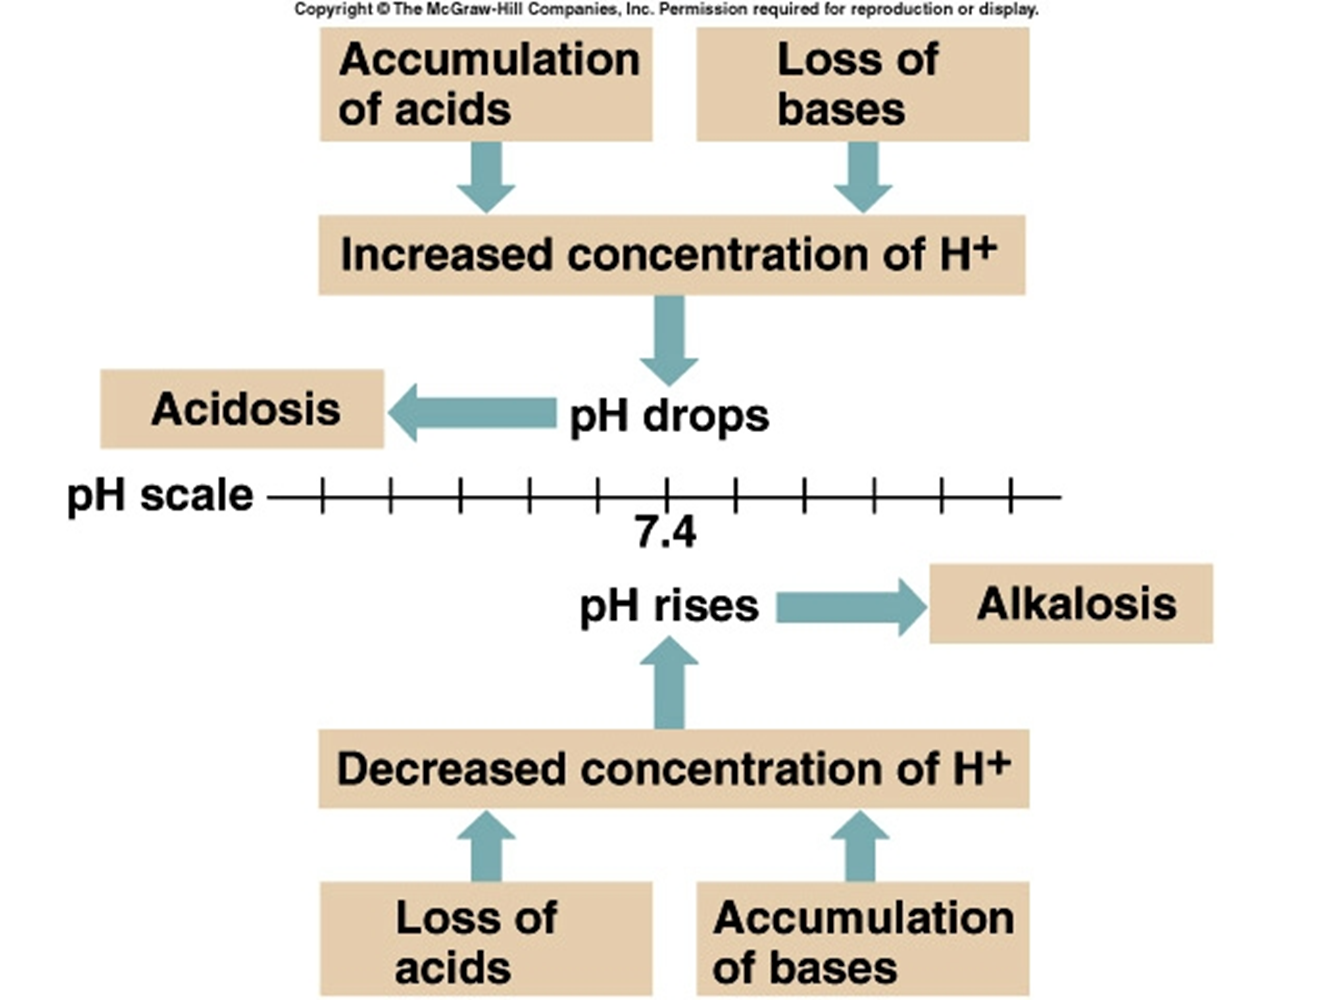 Copyright © The McGraw-Hill Companies, Inc. Permission required for reproduction or display.
Accumulation
of acids
Loss of
bases
Increased concentration of H+
Acidosis
pH drops
pH scale
7.4
pH rises
Alkalosis
Decreased concentration of H+
Loss of
acids
Accumulation
of bases